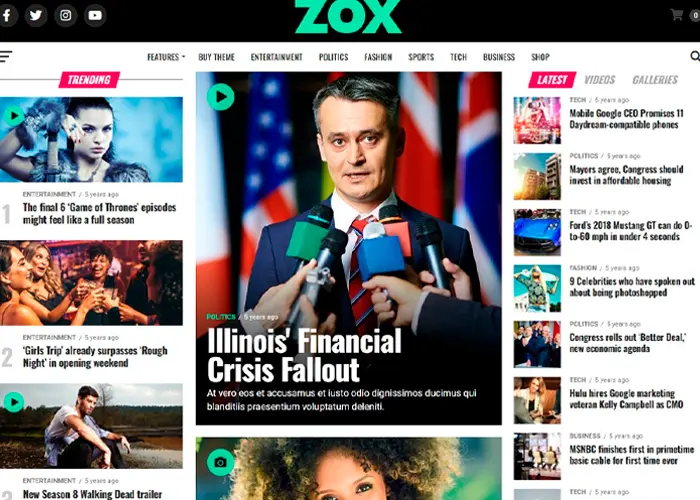 ZOX
0
FEATURES
BUY THEME
ENTERTAINMENT
POLITICS
FASHION
SPORTS
TECH
BUSINESS
SHOP
TRENDING
1
ENTERTAINMENT / 5 years ago
The final 6 ‘Game of Thrones’ episodes
might feel like a full season
2
ENTERTAINMENT / 5 years ago
‘Girls Trip’ already surpasses ‘Rough
Night’ in opening weekend
ENTERTAINMENT / 5 years ago
New Season 8 Walking Dead trailer
POLITICS / 5 years ago
Illinois' Financial
Crisis Fallout
At vero eos et accusamus et iusto odio dignissimos ducimus qui
blanditiis praesentium voluptatum deleniti.
LATEST
VIDEOS
GALLERIES
TECH / 5 years ago
Mobile Google CEO Promises 11
Daydream-compatible phones
POLITICS / 5 years ago
Mayors agree, Congress should
invest in affordable housing
TECH / 5 years ago
Ford’s 2018 Mustang GT can do 0-
to-60 mph in under 4 seconds
FASHION / 5 years ago
9 Celebrities who have spoken out
about being photoshopped
POLITICS / 5 years ago
Congress rolls out ‘Better Deal,’
new economic agenda
TECH / 5 years ago
Hulu hires Google marketing
veteran Kelly Campbell as CMO
BUSINESS / 5 years ago
MSNBC finishes first in primetime
basic cable for first time ever
TECH / 5 years ago